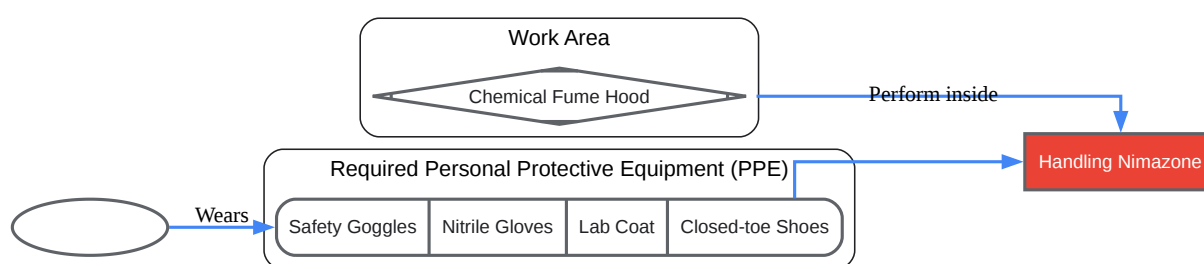 Work Area
Chemical Fume Hood
Perform inside
Handling Nimazone
Required Personal Protective Equipment (PPE)
Wears
Safety Goggles
Nitrile Gloves
Lab Coat
Closed-toe Shoes